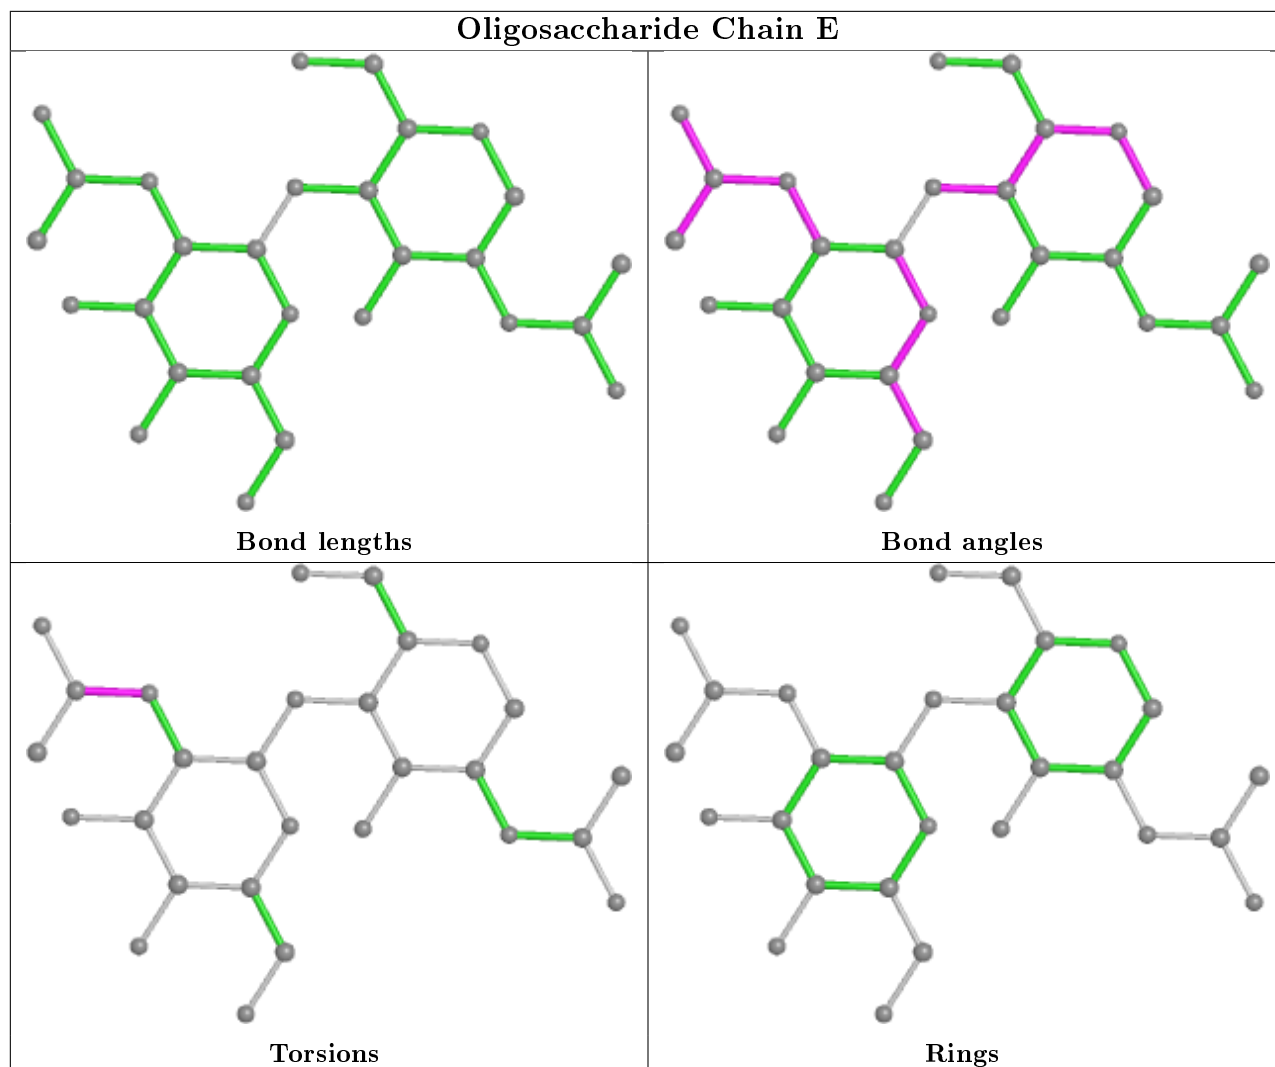 Oligosaccharide Chain E
Bond lengths
Bond angles
Torsions
Rings